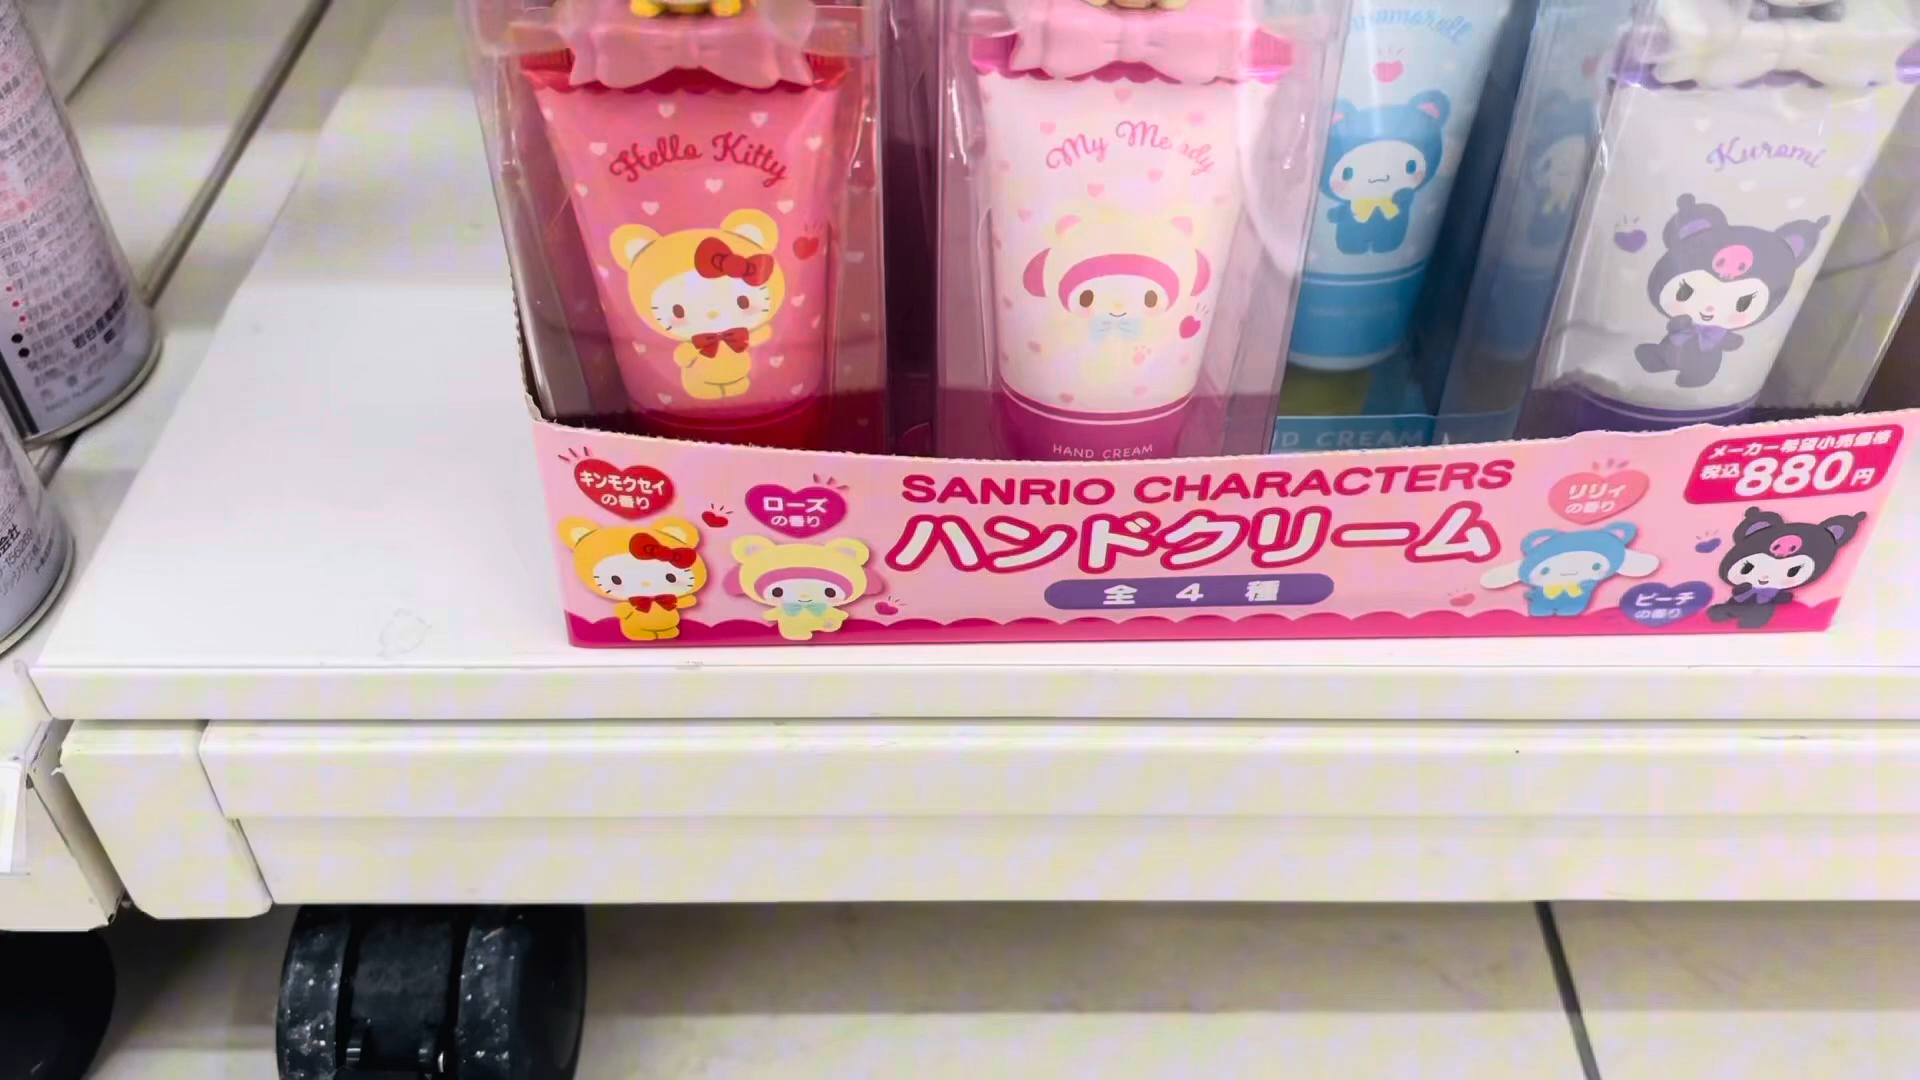 Hello Kitty
My Melody
Kuromi
HAND CREAM
CREAM
キンモクセイ
の香り
ローズ
の香り
SANRIO CHARACTERS
ハンドクリーム
全4種
リリィ
の香り
ピーチ
の香り
メーカー希望小売価格
税込880円